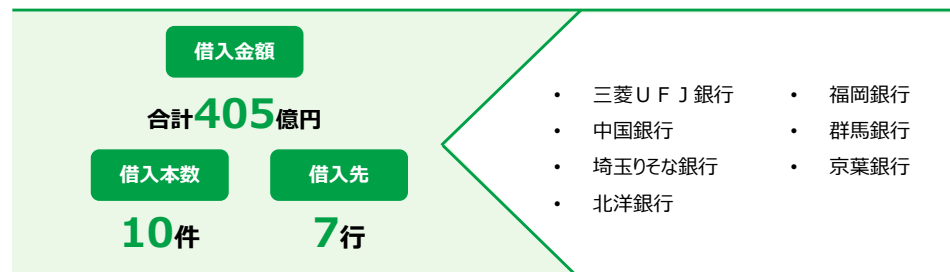 借入金額
合計405億円
借入本数
借入先
10件
7行
• 三菱ＵＦＪ銀行
• 中国銀行
• 埼玉りそな銀行
• 北洋銀行
• 福岡銀行
• 群馬銀行
• 京葉銀行